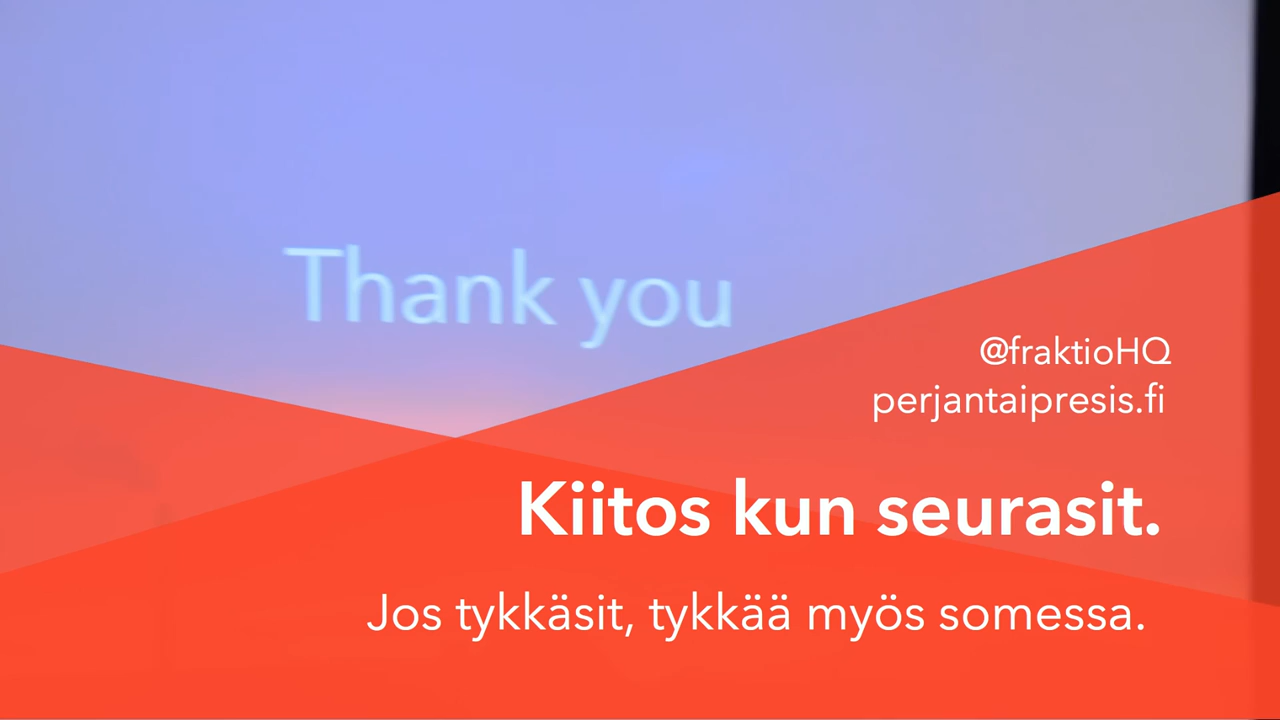 Thank you
@fraktioHQ
perjantaipresis.fi
Kiitos kun seurasit.
Jos tykkäsit, tykkää myös somessa.